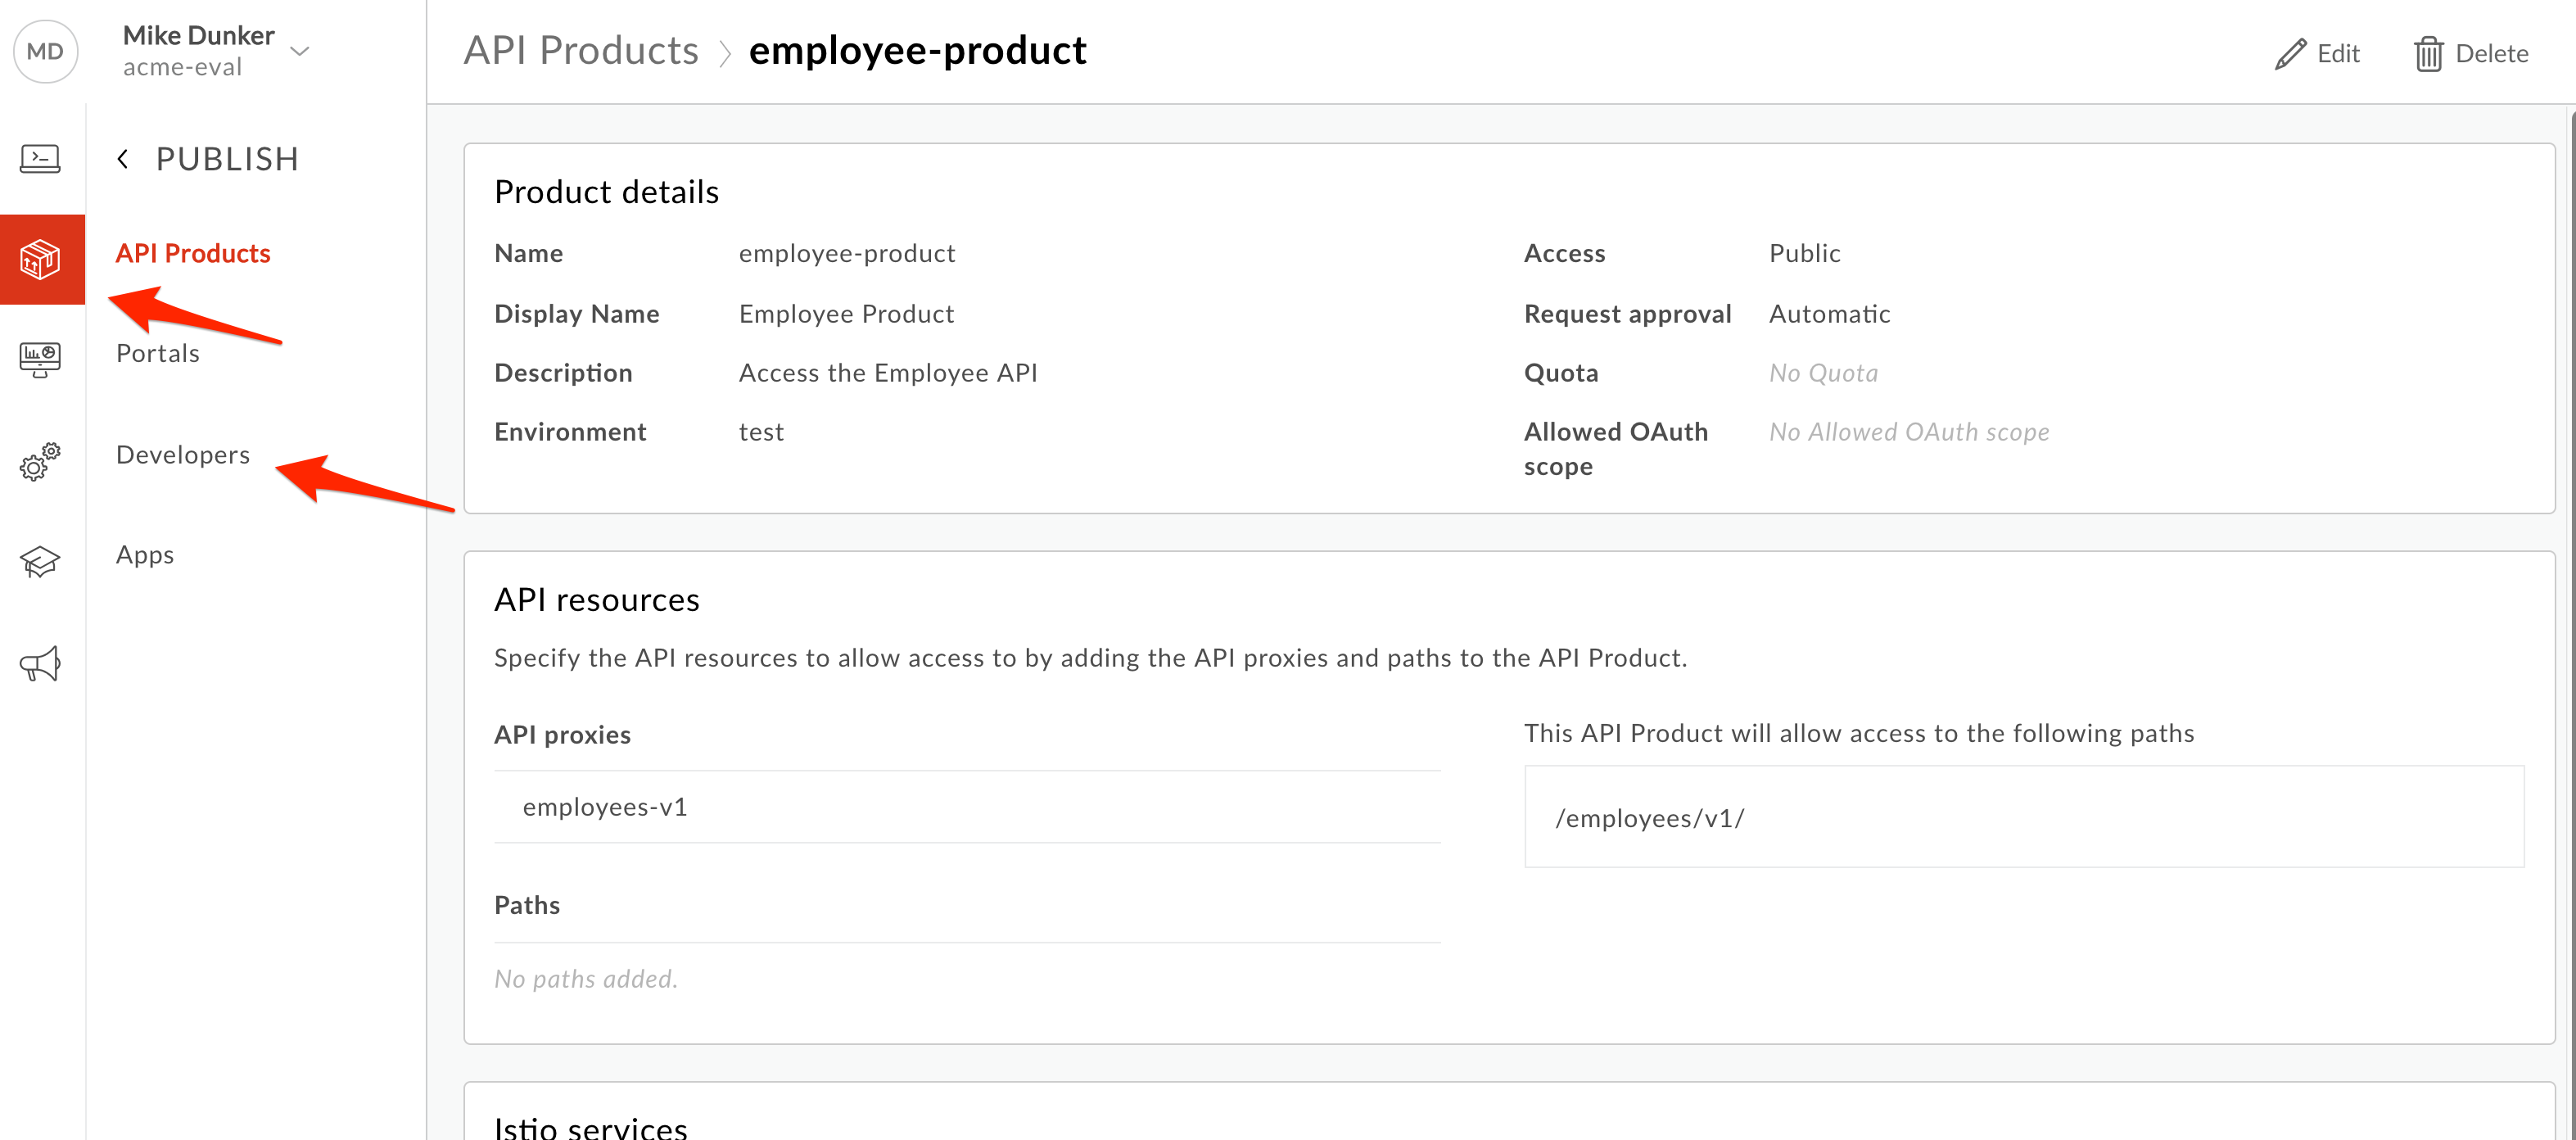 MD
Mike Dunker
acme-eval
API Products
employee-product
Edit
Delete
PUBLISH
API Products
Portals
Developers
Apps
Product details
Name
employee-product
Display Name
Employee Product
Description
Access the Employee API
Environment
test
Access
Public
Request approval
Automatic
Quota
No Quota
Allowed OAuth
scope
No Allowed OAuth scope
API resources
Specify the API resources to allow access to by adding the API proxies and paths to the API Product.
API proxies
employees-v1
Paths
No paths added.
This API Product will allow access to the following paths
/employees/v1/
Istio services